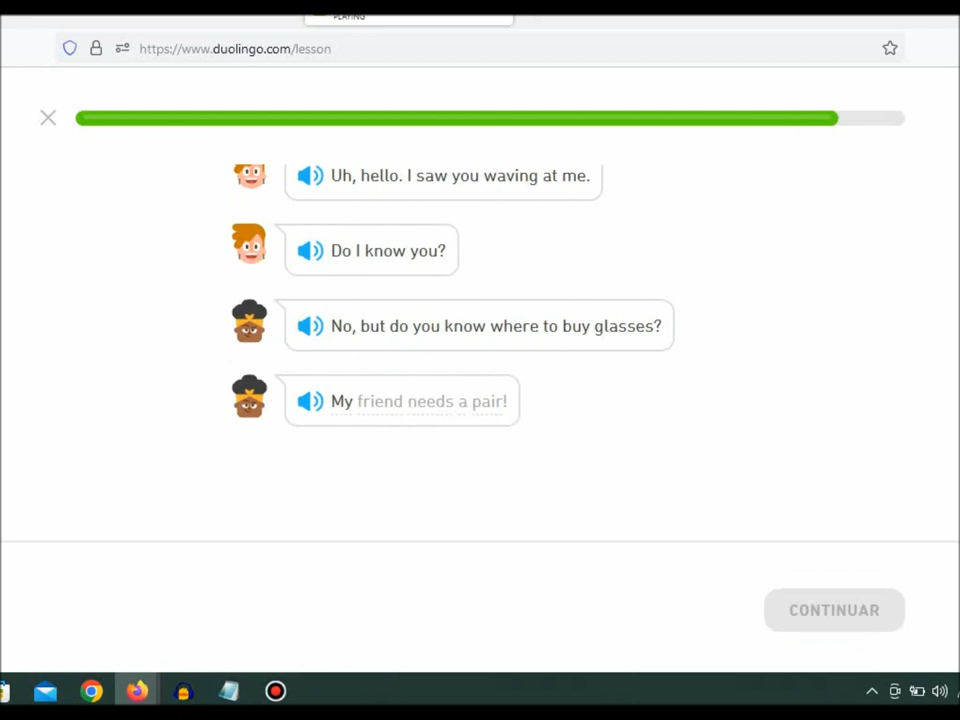 PLAYING
https://www.duolingo.com/lesson
Uh, hello. I saw you waving at me.
Do I know you?
No, but do you know where to buy glasses?
My friend needs a pair!
CONTINUAR